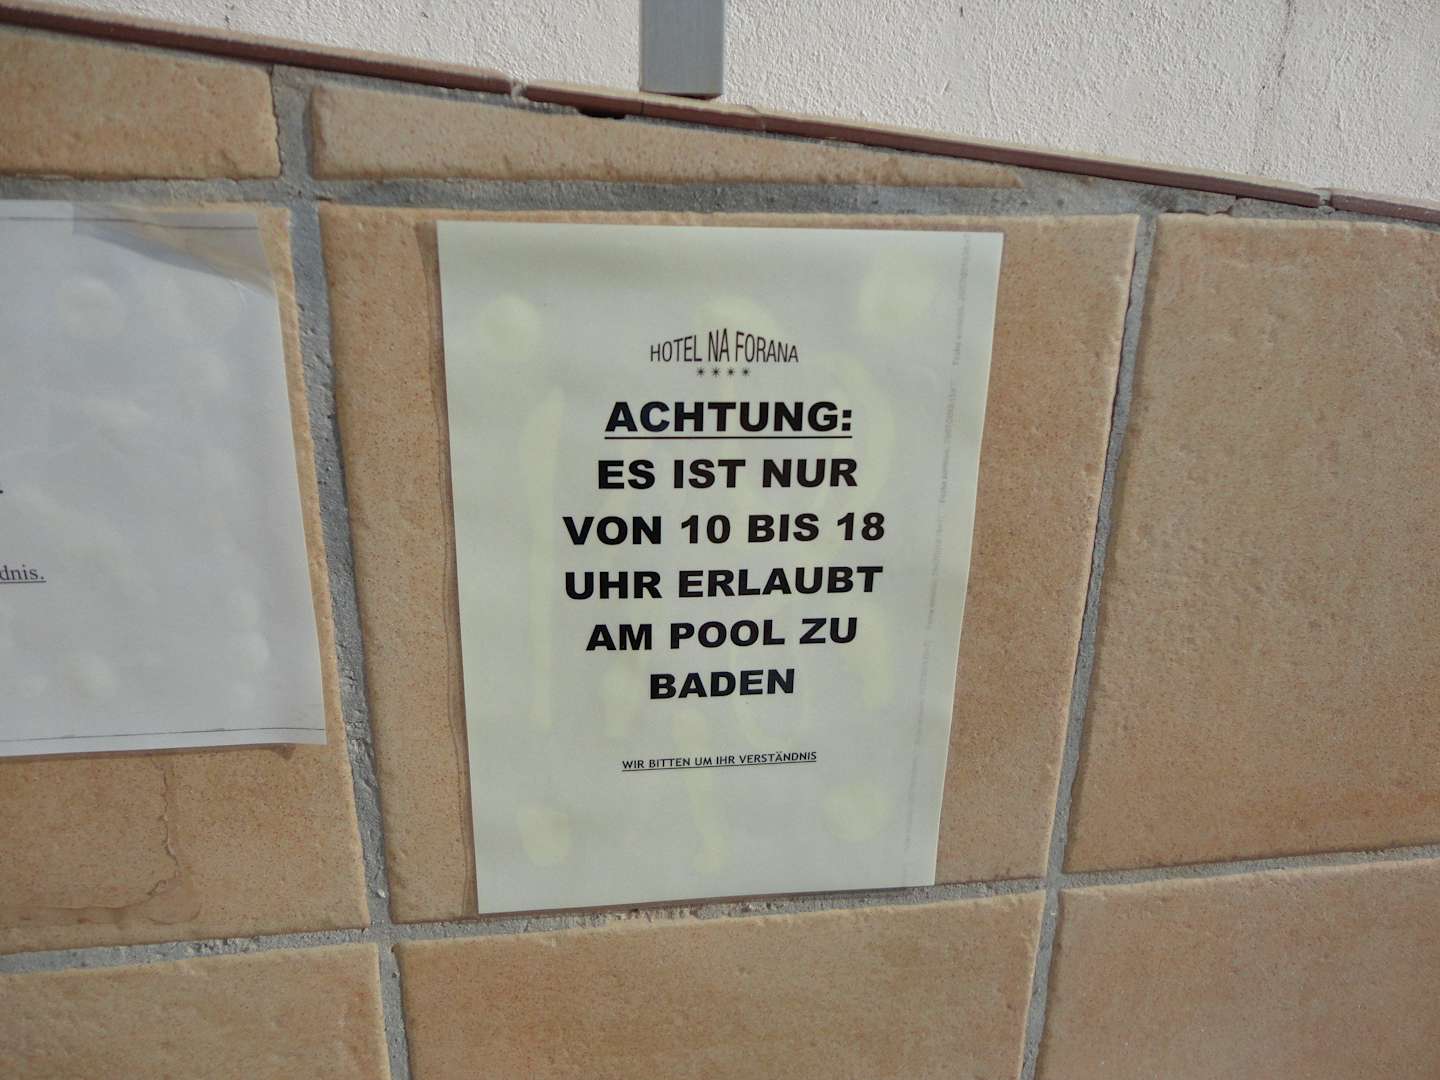 HOTEL NA FORANA
****
ACHTUNG:
ES IST NUR
VON 10 BIS 18
UHR ERLAUBT
AM POOL ZU
BADEN
WIR BITTEN UM IHR VERSTÄNDNIS
dnis.